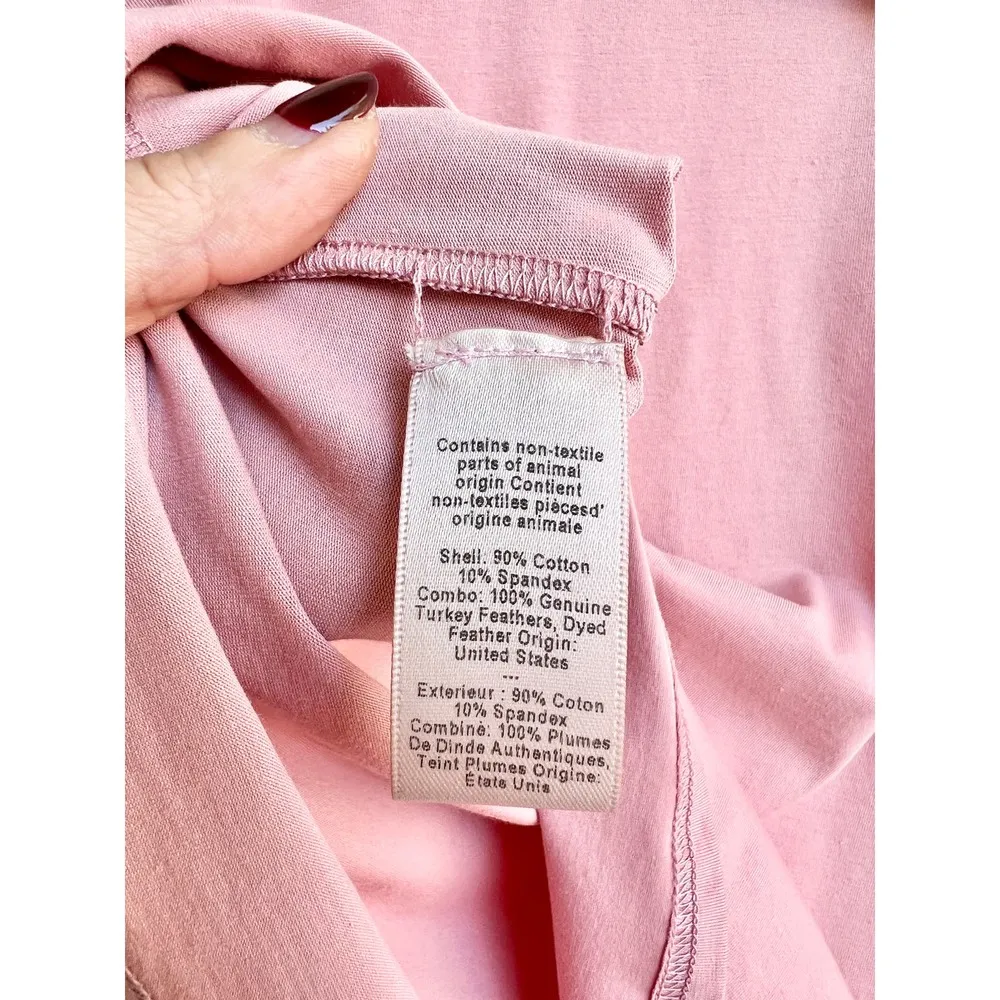 Contains non-textile
parts of animal
origin Contient
non-textiles piècesd'
origine animale
Shell: 90% Cotton
10% Spandex
Combo: 100% Genuine
Turkey Feathers, Dyed
Feather Origin:
United States
---
Exterieur : 90% Coton
10% Spandex
Combinè: 100% Plumes
De Dinde Authentiques,
Teint Plumes Origine:
États Unis